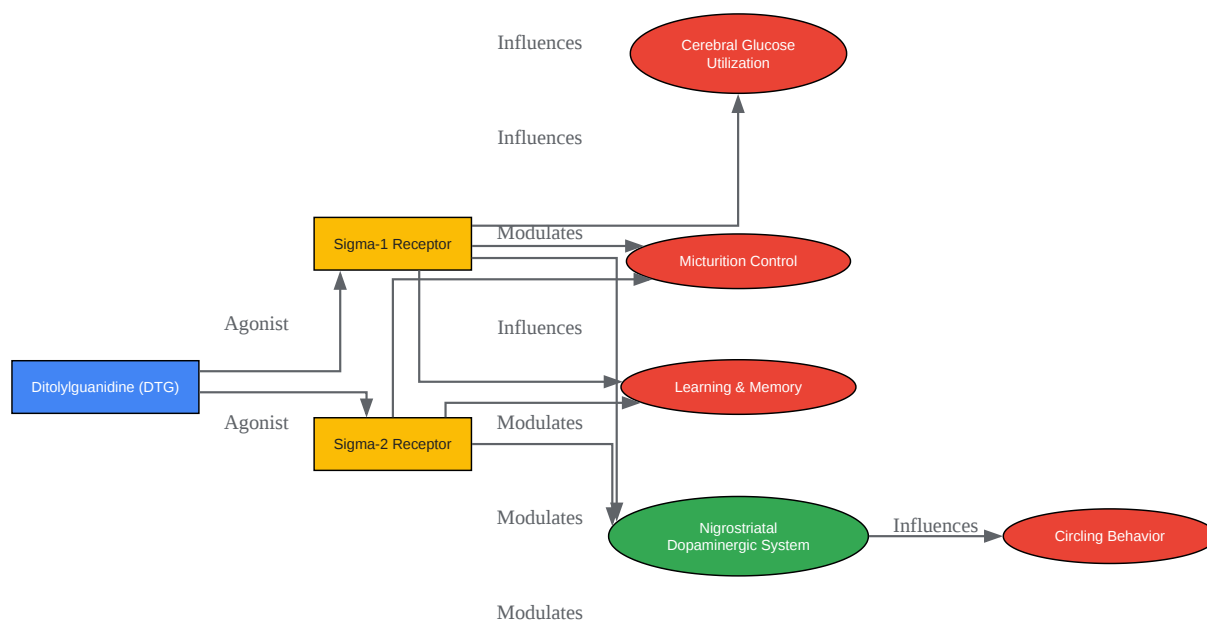 Influences
Cerebral Glucose
Utilization
Influences
Sigma-1 Receptor
Modulates
Micturition Control
Agonist
Influences
Ditolylguanidine (DTG)
Learning & Memory
Agonist
Sigma-2 Receptor
Modulates
Modulates
Nigrostriatal
Dopaminergic System
Influences
Circling Behavior
Modulates